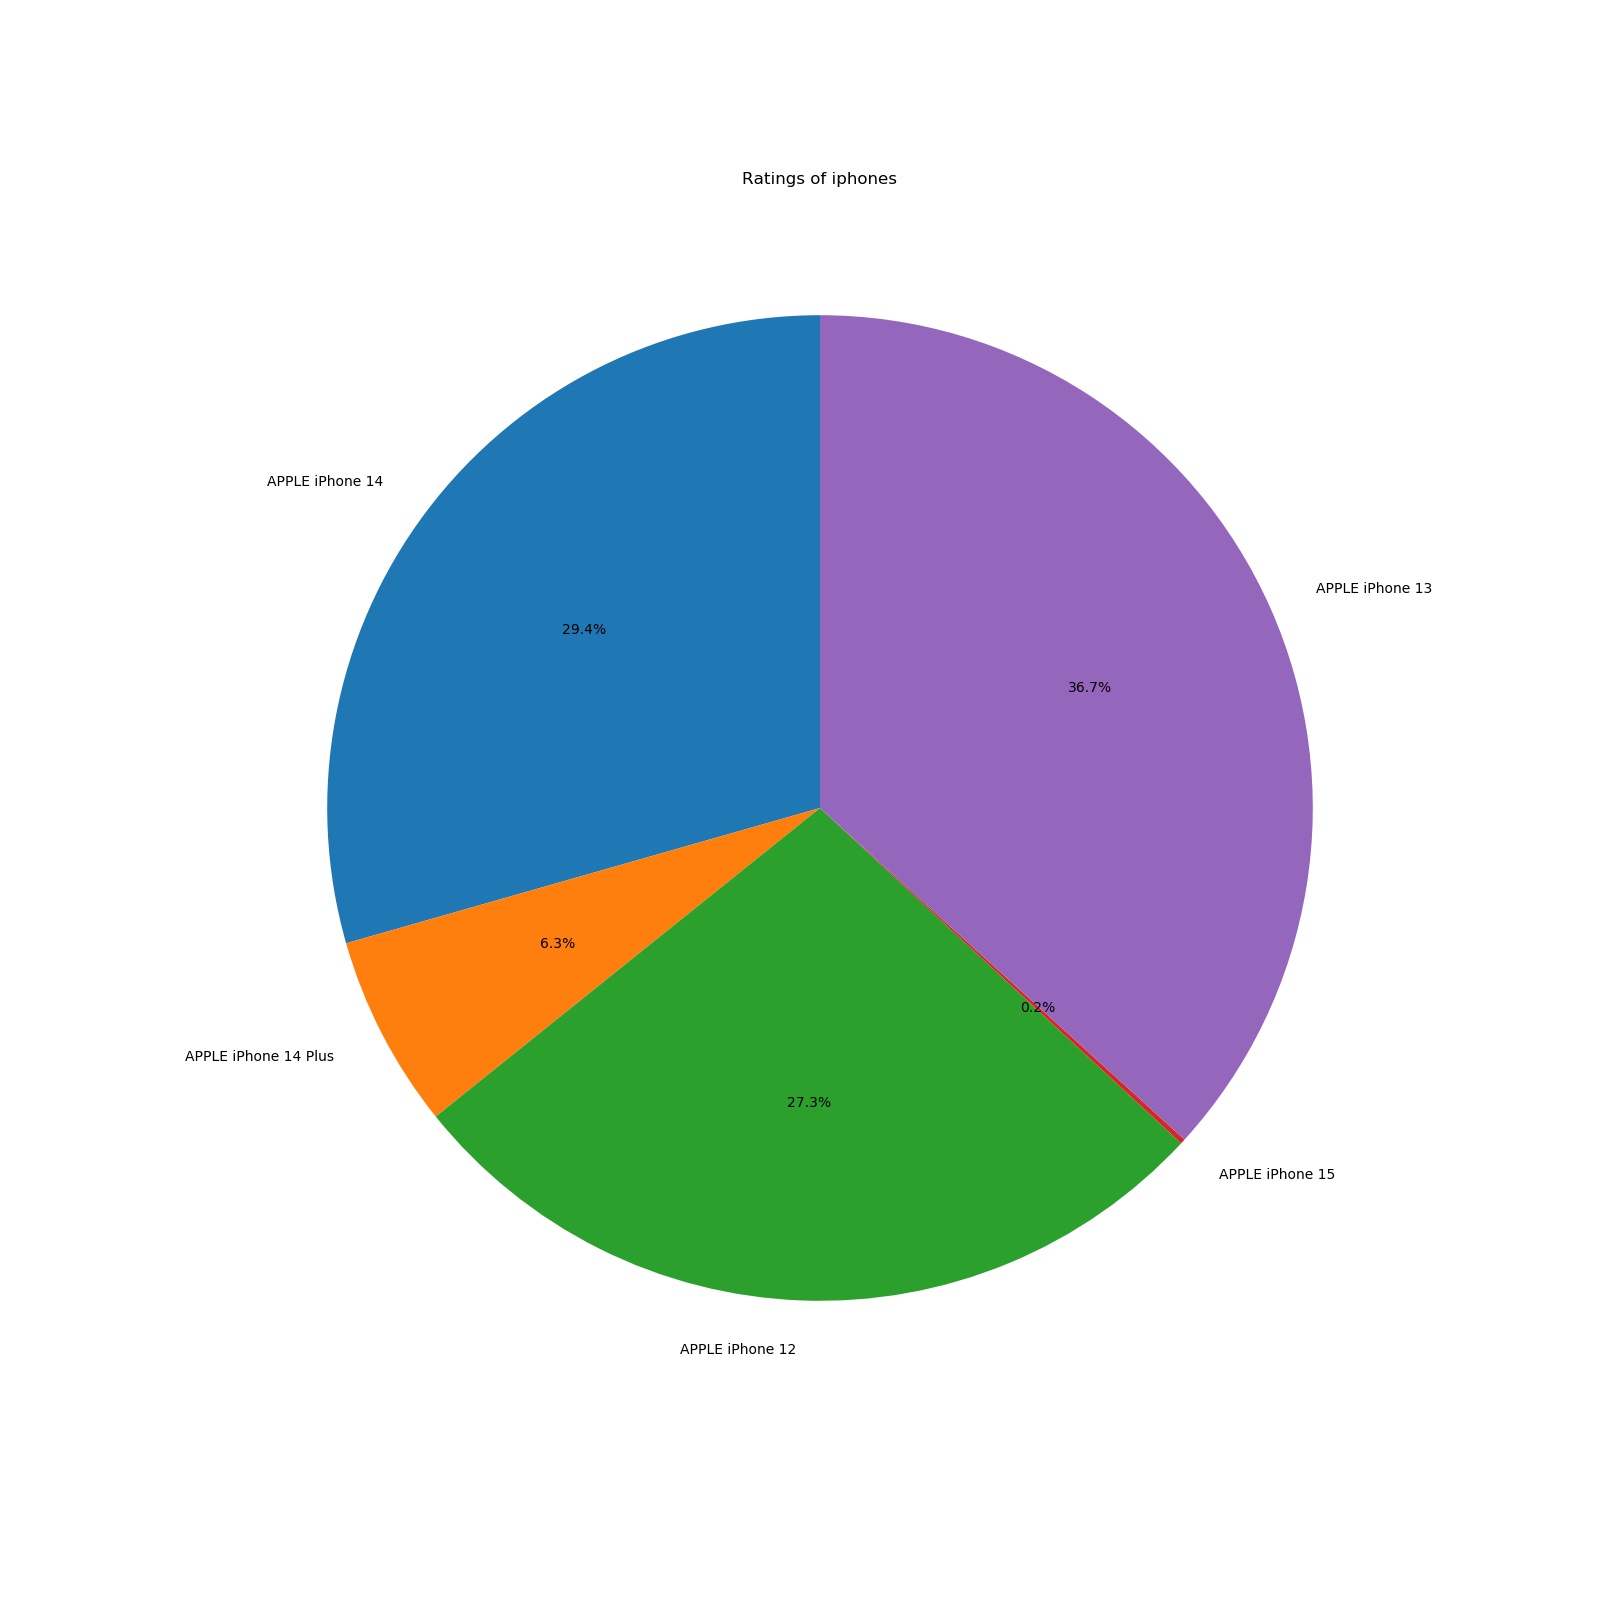 Ratings of iphones
APPLE iPhone 14
29.4%
APPLE iPhone 14 Plus
6.3%
APPLE iPhone 12
27.3%
APPLE iPhone 15
0.2%
APPLE iPhone 13
36.7%